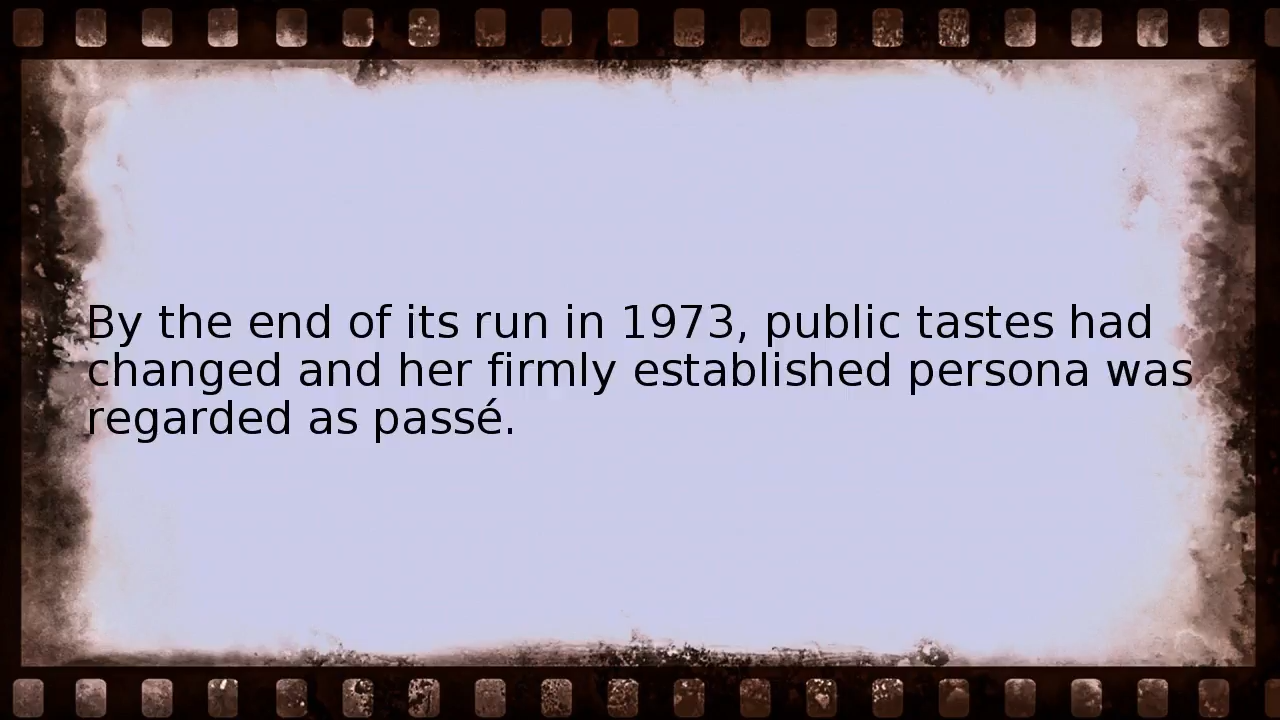 By the end of its run in 1973, public tastes had
changed and her firmly established persona was
regarded as passé.